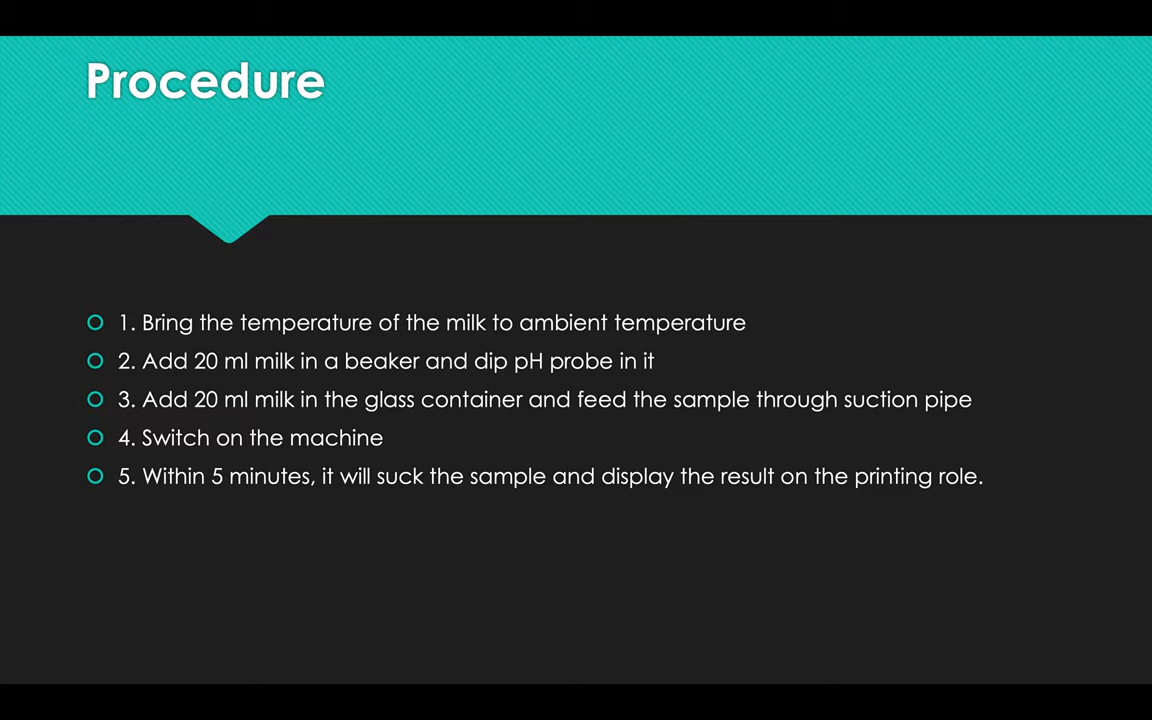 Procedure
1. Bring the temperature of the milk to ambient temperature
2. Add 20 ml milk in a beaker and dip pH probe in it
3. Add 20 ml milk in the glass container and feed the sample through suction pipe
4. Switch on the machine
5. Within 5 minutes, it will suck the sample and display the result on the printing role.